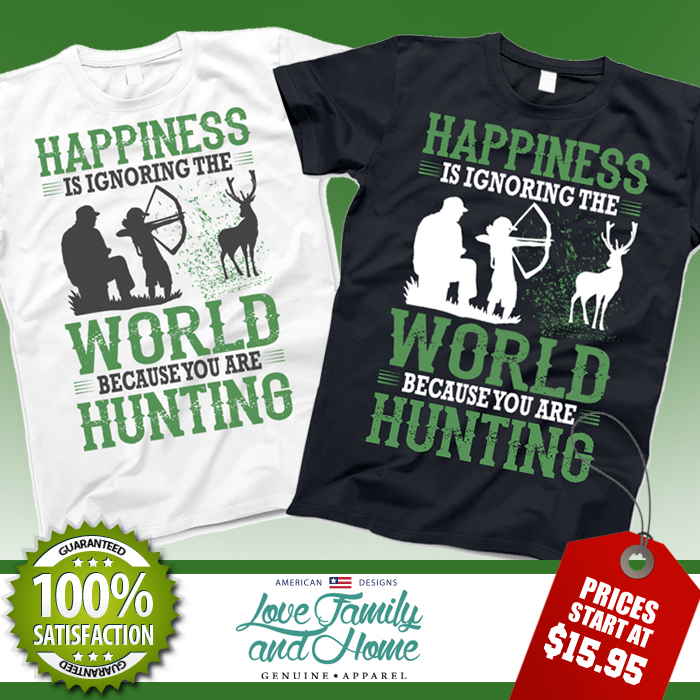 HAPPINESS
IS IGNORING THE
WORLD
BECAUSE YOU ARE
HUNTING
HAPPINESS
IS IGNORING THE
WORLD
BECAUSE YOU ARE
HUNTING
GUARANTEED
100%
SATISFACTION
GUARANTEED
AMERICAN DESIGNS
Love Family
and Home
GENUINE ★ APPAREL
PRICES
START AT
$15.95